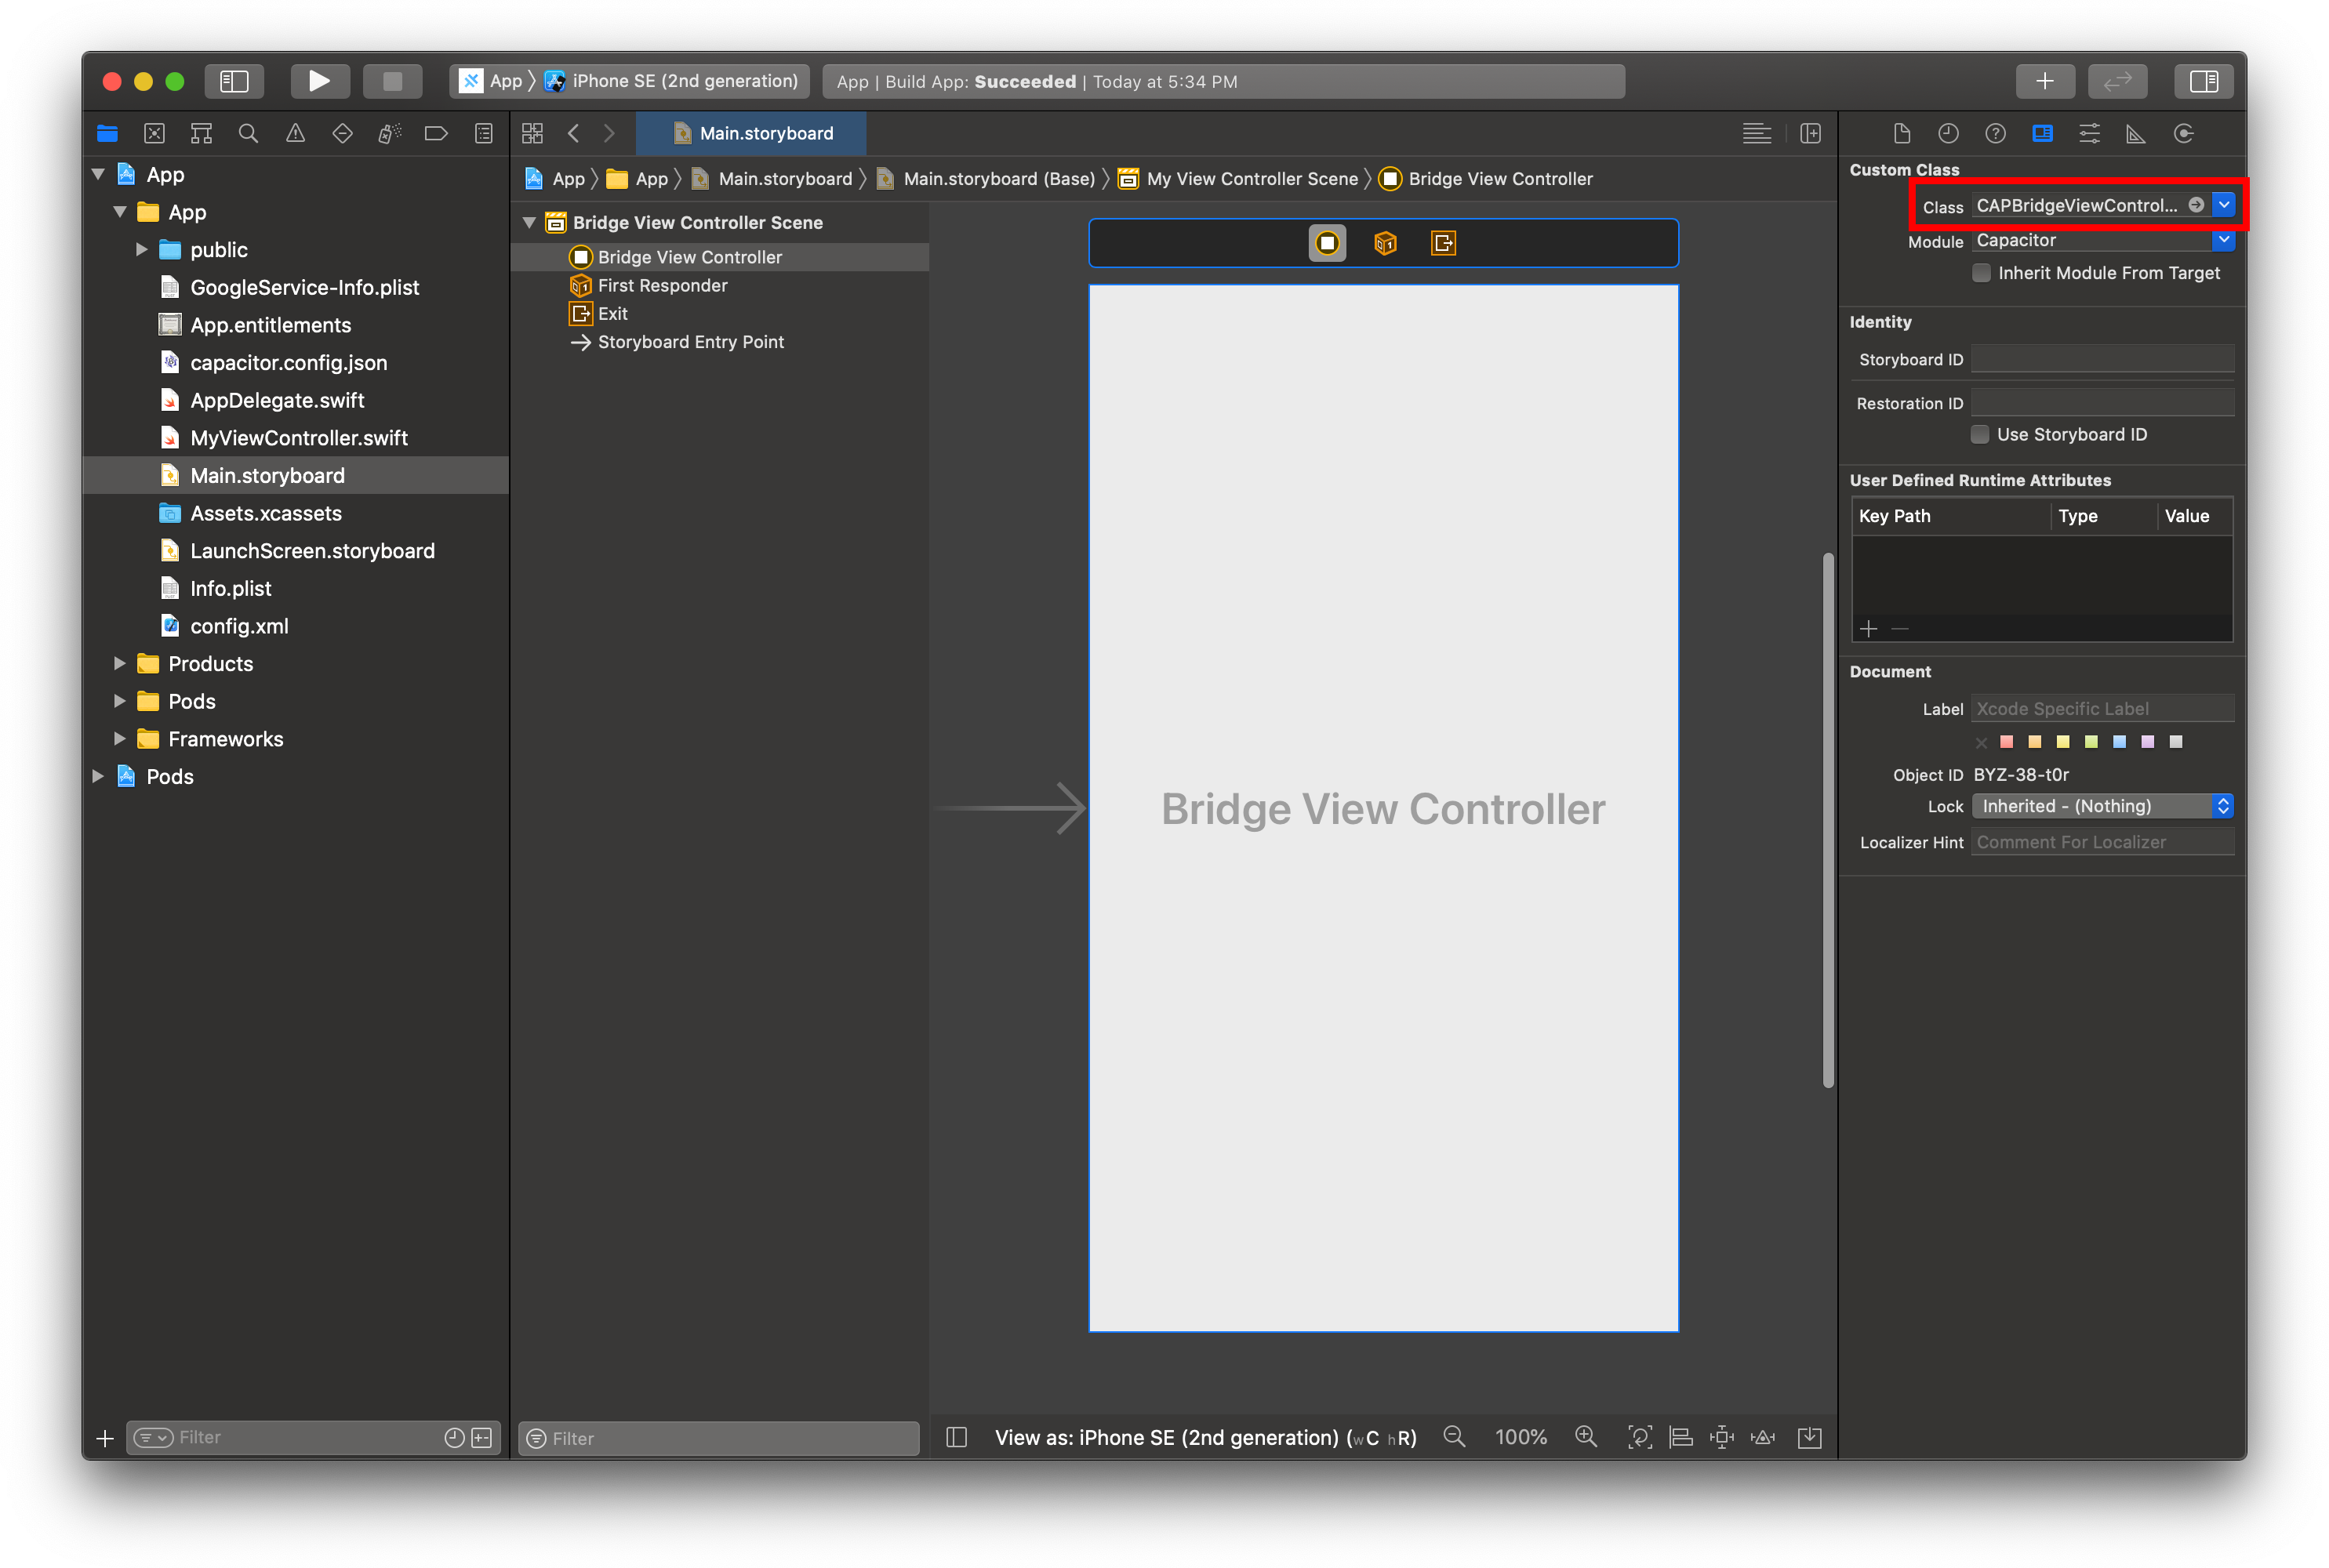 App 〉 iPhone SE (2nd generation)
App | Build App: Succeeded | Today at 5:34 PM
App
App
public
GoogleService-Info.plist
App.entitlements
capacitor.config.json
AppDelegate.swift
MyViewController.swift
Main.storyboard
Assets.xcassets
LaunchScreen.storyboard
Info.plist
config.xml
Products
Pods
Frameworks
Pods
Filter
Main.storyboard
App 〉 App 〉 Main.storyboard 〉 Main.storyboard (Base) 〉 My View Controller Scene 〉 Bridge View Controller
Bridge View Controller Scene
Bridge View Controller
First Responder
Exit
Storyboard Entry Point
Filter
Bridge View Controller
View as: iPhone SE (2nd generation) (wC hR)
100%
Custom Class
Class CAPBridgeViewControl...
Module Capacitor
Inherit Module From Target
Identity
Storyboard ID
Restoration ID
Use Storyboard ID
User Defined Runtime Attributes
Key Path Type Value
Document
Label Xcode Specific Label
Object ID BYZ-38-t0r
Lock Inherited - (Nothing)
Localizer Hint Comment For Localizer